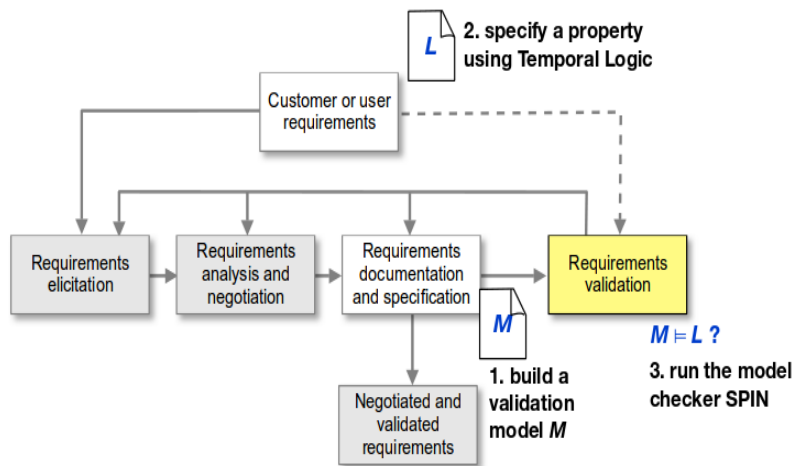 L
2. specify a property
using Temporal Logic
Customer or user
requirements
Requirements
elicitation
Requirements
analysis and
negotiation
Requirements
documentation
and specification
Requirements
validation
M
M ⊨ L ?
1. build a
validation
model M
3. run the model
checker SPIN
Negotiated and
validated
requirements